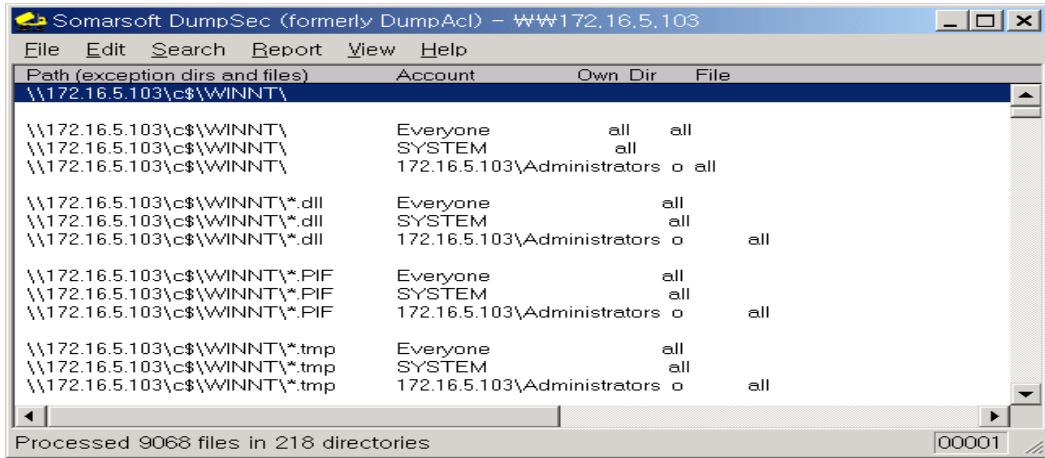 Somarsoft DumpSec (formerly DumpAcl) - ₩₩172.16.5.103
File Edit Search Report View Help
Path (exception dirs and files) Account Own Dir File
\\172.16.5.103\c$\WINNT\
\\172.16.5.103\c$\WINNT\ Everyone all all
\\172.16.5.103\c$\WINNT\ SYSTEM all
\\172.16.5.103\c$\WINNT\ 172.16.5.103\Administrators o all
\\172.16.5.103\c$\WINNT\*.dll Everyone all
\\172.16.5.103\c$\WINNT\*.dll SYSTEM all
\\172.16.5.103\c$\WINNT\*.dll 172.16.5.103\Administrators o all
\\172.16.5.103\c$\WINNT\*.PIF Everyone all
\\172.16.5.103\c$\WINNT\*.PIF SYSTEM all
\\172.16.5.103\c$\WINNT\*.PIF 172.16.5.103\Administrators o all
\\172.16.5.103\c$\WINNT\*.tmp Everyone all
\\172.16.5.103\c$\WINNT\*.tmp SYSTEM all
\\172.16.5.103\c$\WINNT\*.tmp 172.16.5.103\Administrators o all
Processed 9068 files in 218 directories 00001